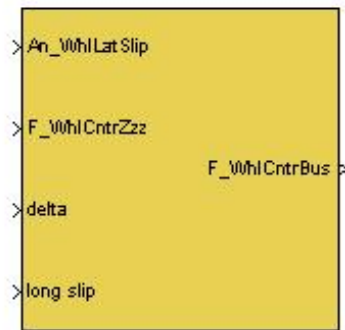 An_WhlLatSlip
F_WhlCntrZzz
F_WhlCntrBus
delta
long slip